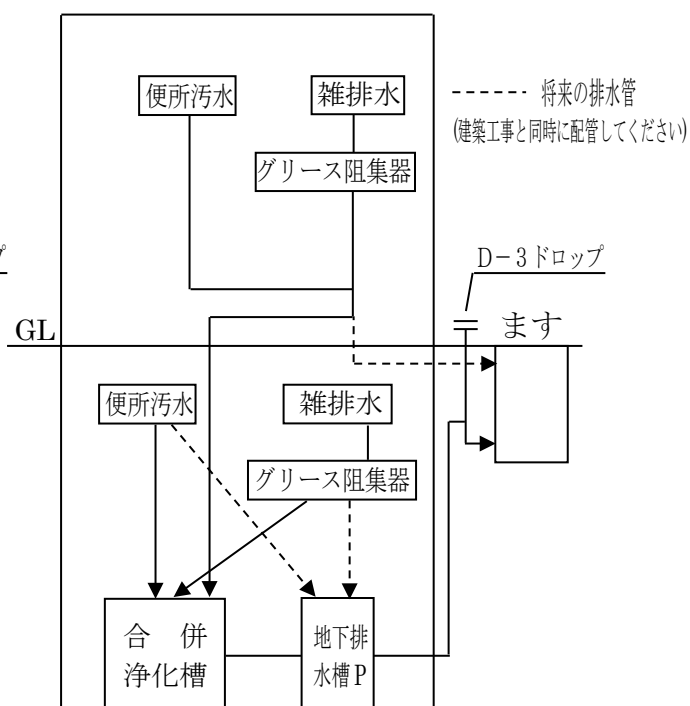 便所汚水
雑排水
------ 将来の排水管
(建築工事と同時に配管してください)
グリース阻集器
プ
D−3ドロップ
GL
ます
便所汚水
雑排水
グリース阻集器
合　併
浄化槽
地下排
水槽P